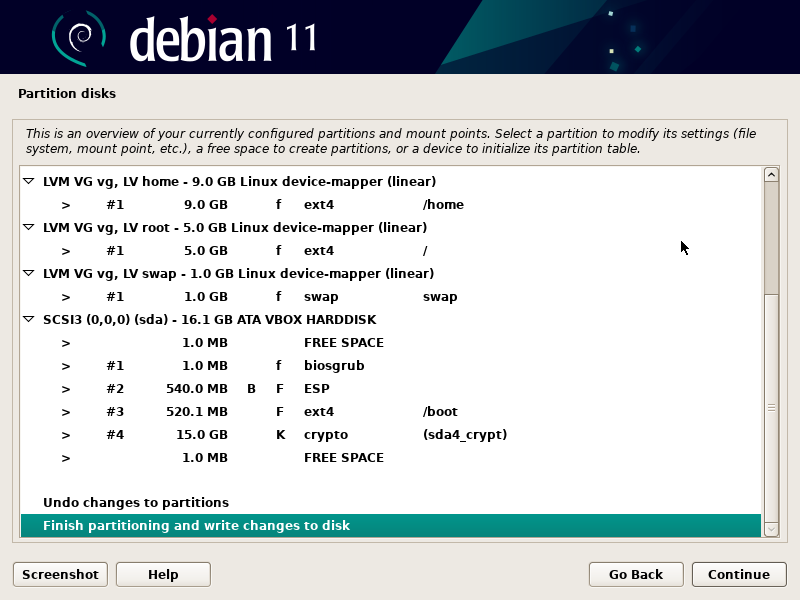 debian 11
Partition disks
This is an overview of your currently configured partitions and mount points. Select a partition to modify its settings (file
system, mount point, etc.), a free space to create partitions, or a device to initialize its partition table.
LVM VG vg, LV home - 9.0 GB Linux device-mapper (linear)
> #1 9.0 GB f ext4 /home
LVM VG vg, LV root - 5.0 GB Linux device-mapper (linear)
> #1 5.0 GB f ext4 /
LVM VG vg, LV swap - 1.0 GB Linux device-mapper (linear)
> #1 1.0 GB f swap swap
SCSI3 (0,0,0) (sda) - 16.1 GB ATA VBOX HARDDISK
> 1.0 MB FREE SPACE
> #1 1.0 MB f biosgrub
> #2 540.0 MB B F ESP
> #3 520.1 MB F ext4 /boot
> #4 15.0 GB K crypto (sda4_crypt)
> 1.0 MB FREE SPACE
Undo changes to partitions
Finish partitioning and write changes to disk
Screenshot Help Go Back Continue